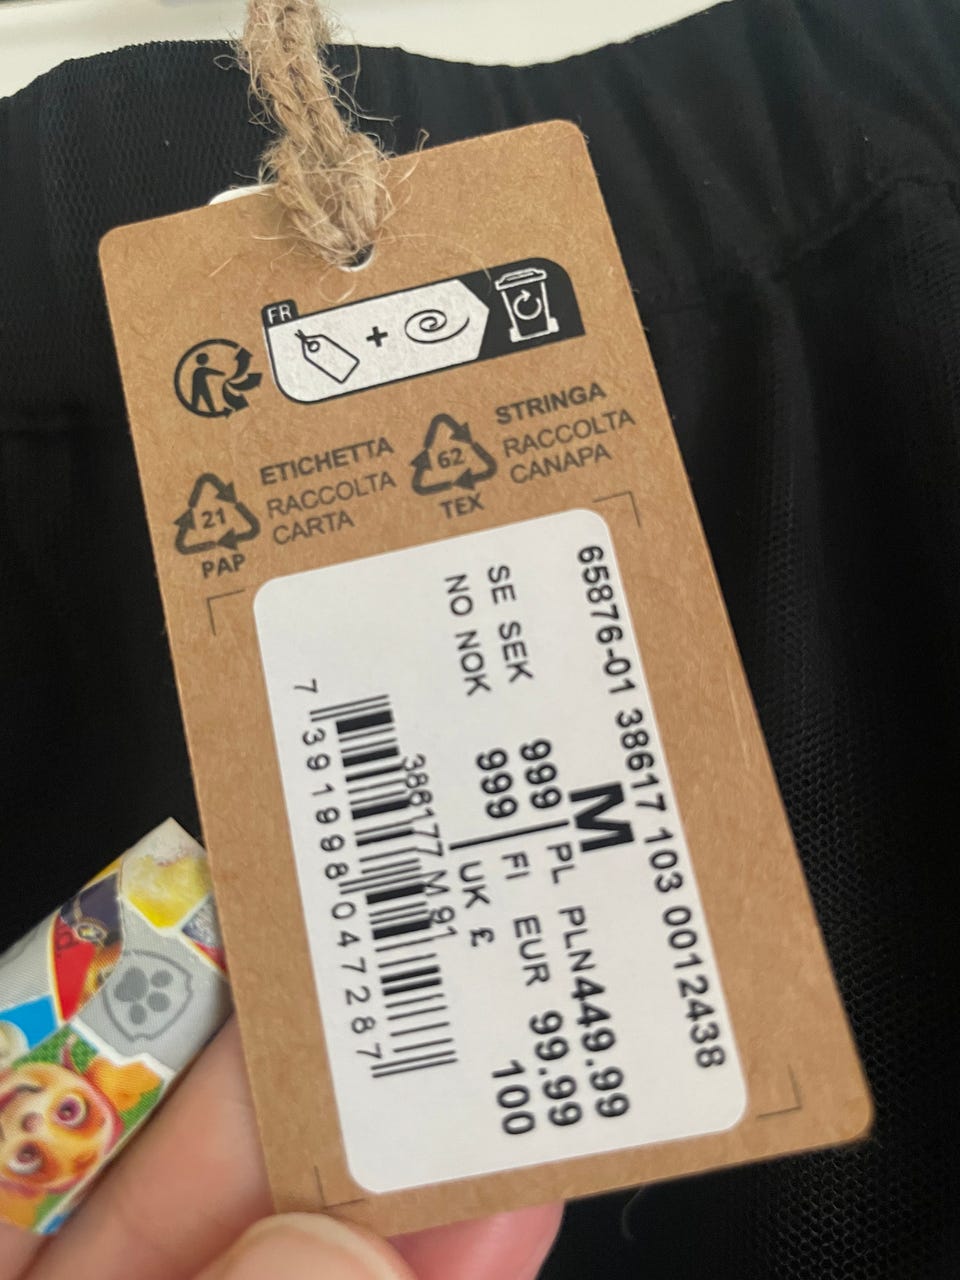 FR
ETICHETTA
RACCOLTA
CARTA
21
PAP
STRINGA
RACCOLTA
CANAPA
62
TEX
65876-01 38617 103 0012438
M
SE SEK 999 PL PLN449.99
NO NOK 999 FI EUR 99.99
UK £ 100
388177 M 91
7 391998 047287